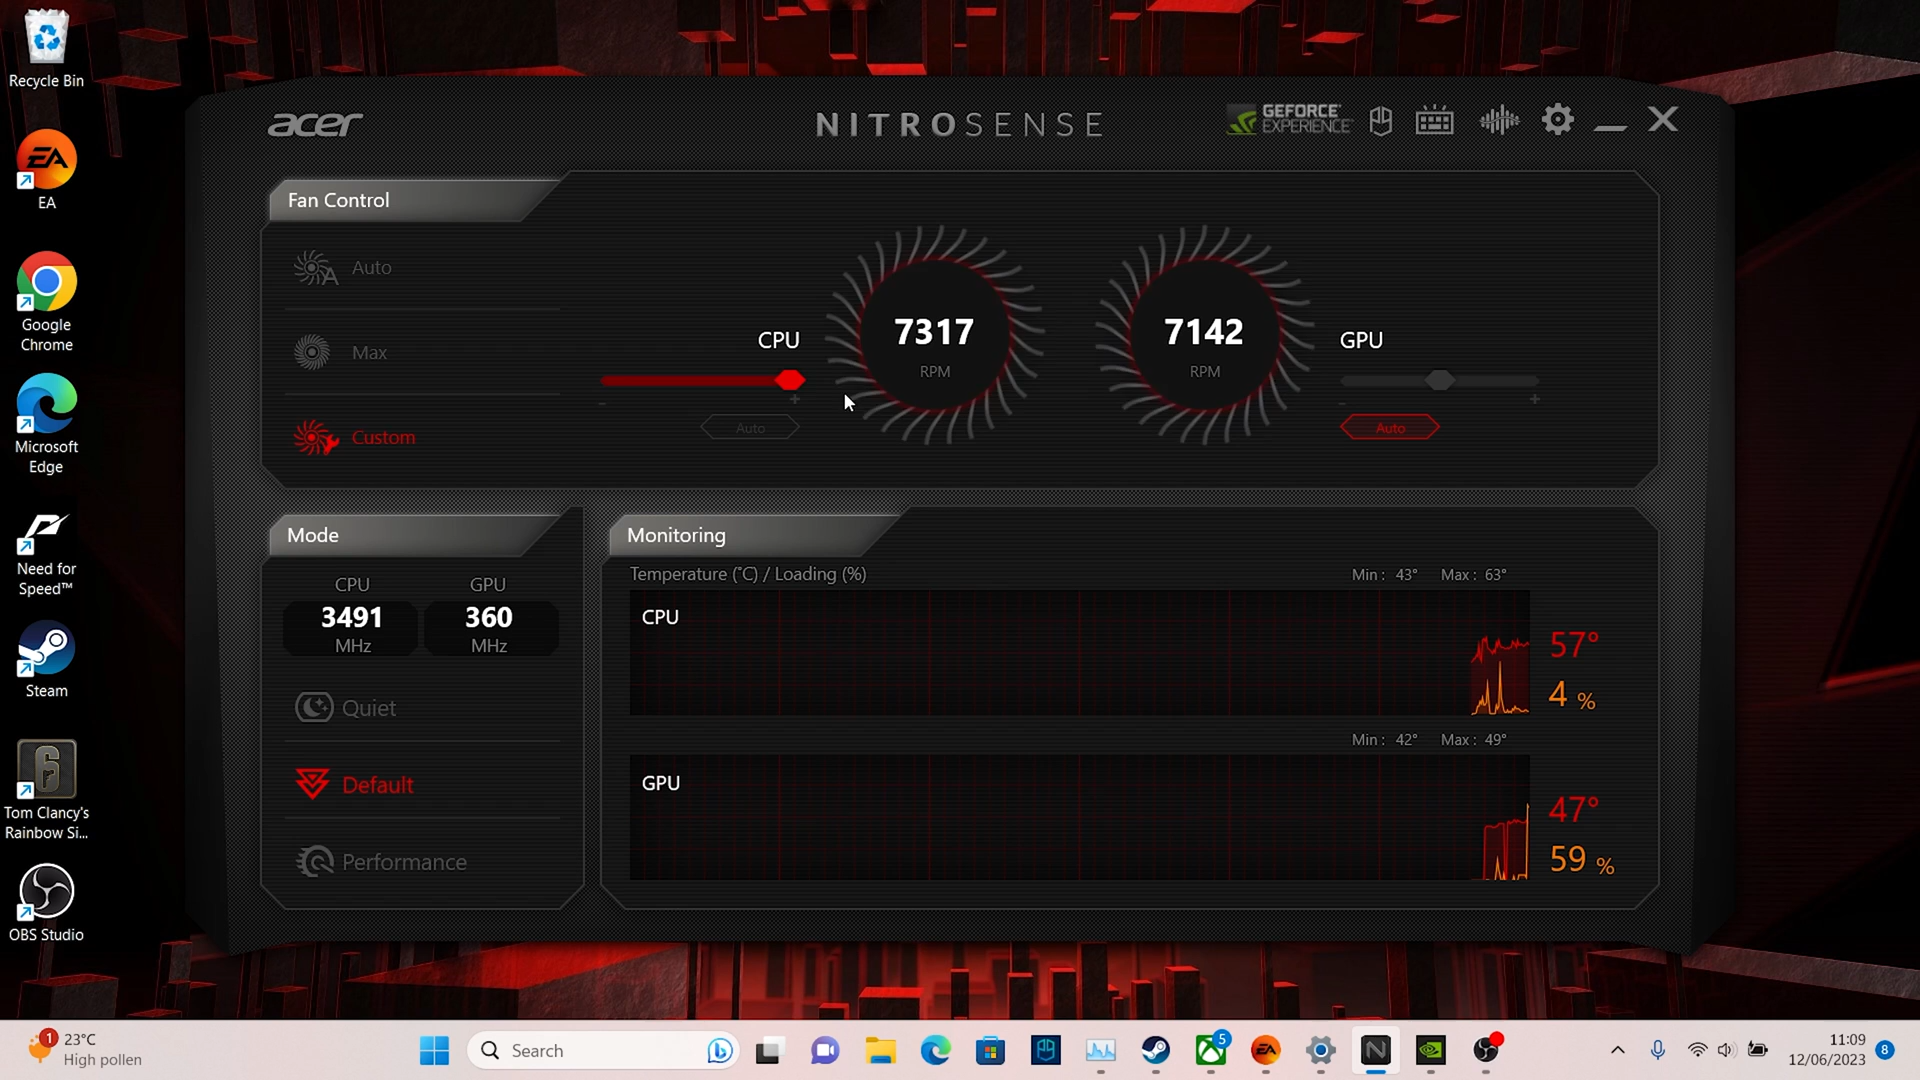 Recycle Bin
EA
Google
Chrome
Microsoft
Edge
Need for
Speed™
Steam
Tom Clancy's
Rainbow Si...
OBS Studio
acer
NITROSENSE
GEFORCE
EXPERIENCE
Fan Control
Auto
Max
Custom
CPU
- +
Auto
7317
RPM
7142
RPM
GPU
- +
Auto
Mode
CPU GPU
3491 360
MHz MHz
Quiet
Default
Performance
Monitoring
Temperature (℃) / Loading (%)
Min : 43° Max : 63°
CPU
57°
4 %
Min : 42° Max : 49°
GPU
47°
59 %
1
23°C
High pollen
Search
5
EA
N
11:09
12/06/2023
8